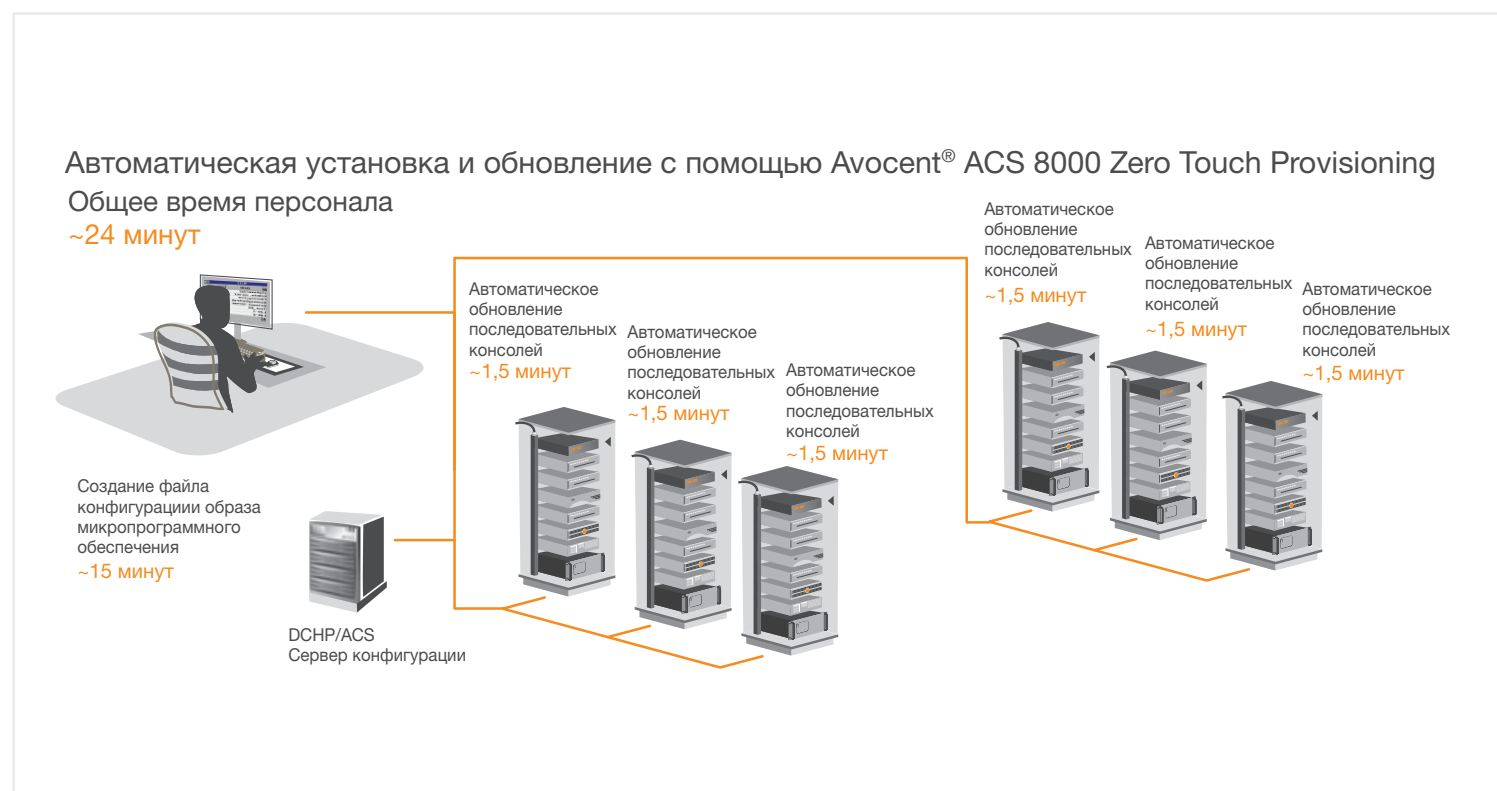 Автоматическая установка и обновление с помощью Avocent® ACS 8000 Zero Touch Provisioning
Общее время персонала
~24 минут
Создание файла
конфигурациии образа
микропрограммного
обеспечения
~15 минут
DCHP/ACS
Сервер конфигурации
Автоматическое
обновление
последовательных
консолей
~1,5 минут
Автоматическое
обновление
последовательных
консолей
~1,5 минут
Автоматическое
обновление
последовательных
консолей
~1,5 минут
Автоматическое
обновление
последовательных
консолей
~1,5 минут
Автоматическое
обновление
последовательных
консолей
~1,5 минут
Автоматическое
обновление
последовательных
консолей
~1,5 минут